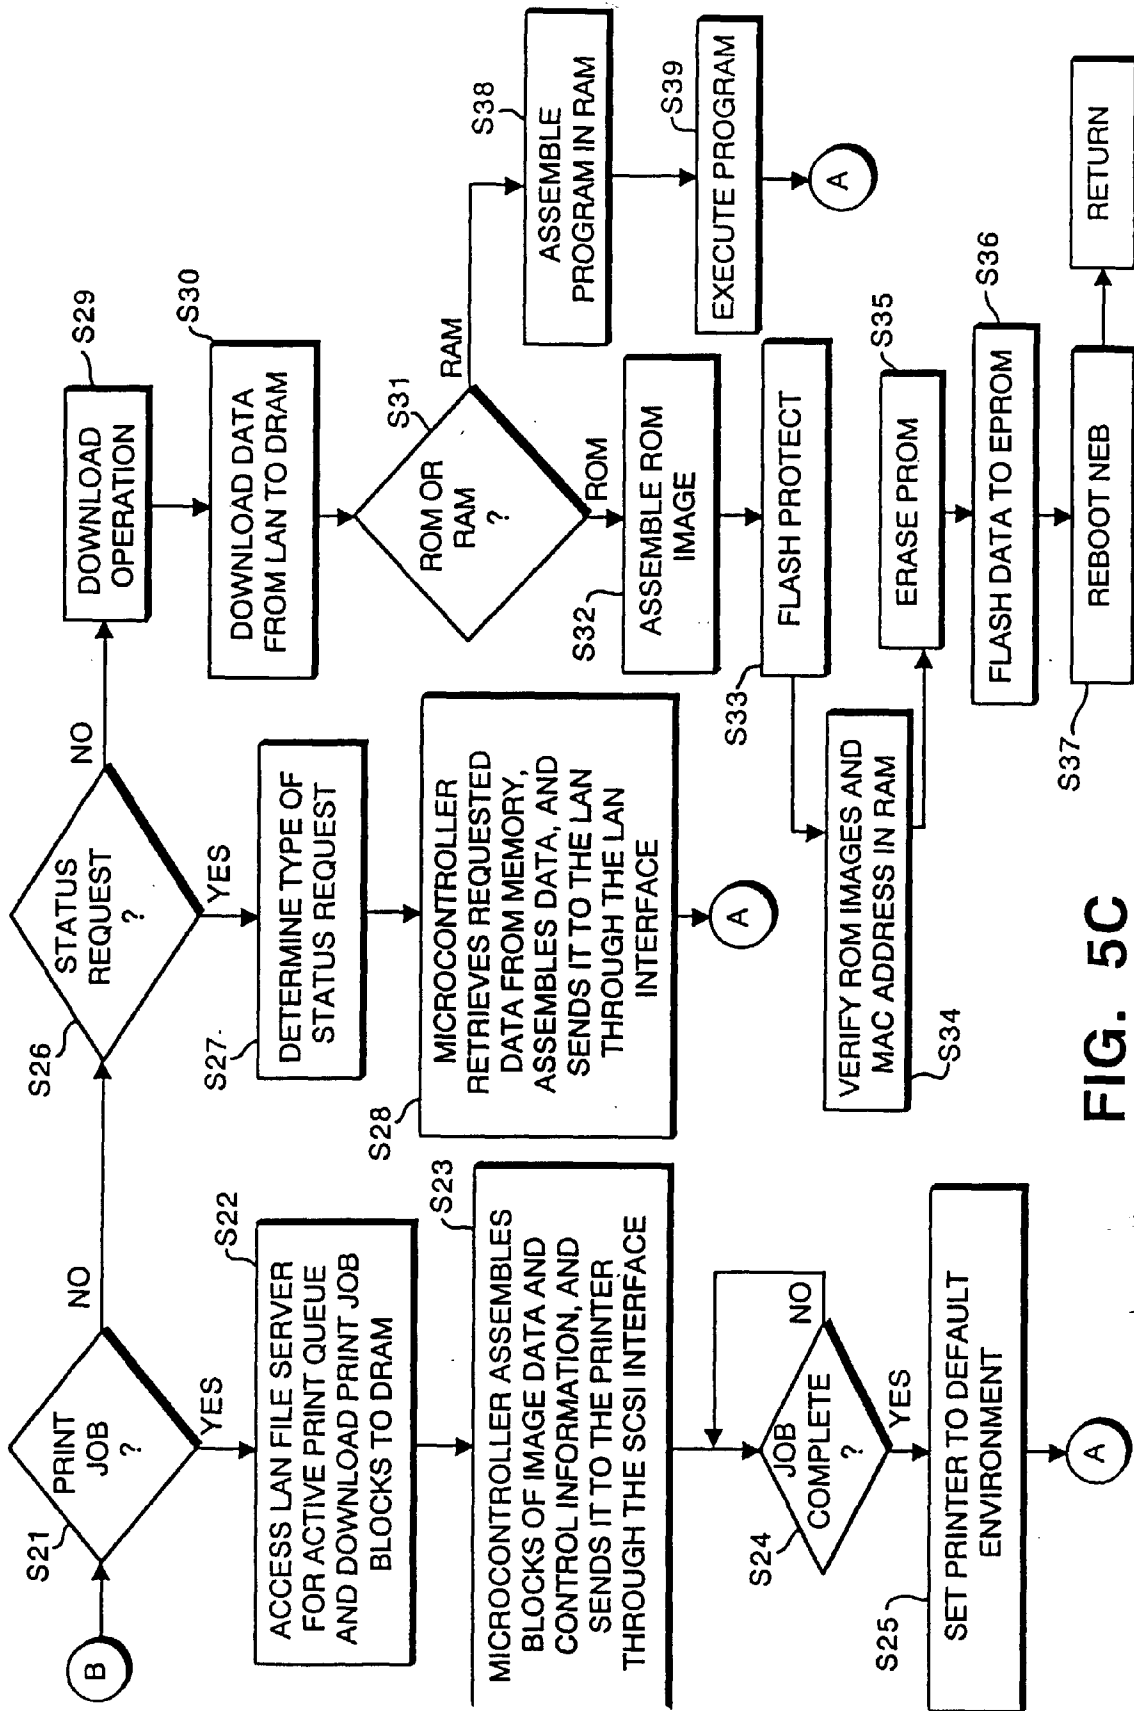 B
S21
PRINT
JOB
?
NO
YES
S22
ACCESS LAN FILE SERVER
FOR ACTIVE PRINT QUEUE
AND DOWNLOAD PRINT JOB
BLOCKS TO DRAM
S23
MICROCONTROLLER ASSEMBLES
BLOCKS OF IMAGE DATA AND
CONTROL INFORMATION, AND
SENDS IT TO THE PRINTER
THROUGH THE SCSI INTERFACE
S24
JOB
COMPLETE
?
NO
YES
S25
SET PRINTER TO DEFAULT
ENVIRONMENT
A
S26
STATUS
REQUEST
?
NO
YES
S27
DETERMINE TYPE OF
STATUS REQUEST
S28
MICROCONTROLLER
RETRIEVES REQUESTED
DATA FROM MEMORY,
ASSEMBLES DATA, AND
SENDS IT TO THE LAN
THROUGH THE LAN
INTERFACE
A
S29
DOWNLOAD
OPERATION
S30
DOWNLOAD DATA
FROM LAN TO DRAM
S31
ROM OR
RAM
?
RAM
ROM
S32
ASSEMBLE ROM
IMAGE
S33
FLASH PROTECT
VERIFY ROM IMAGES AND
MAC ADDRESS IN RAM
S34
S35
ERASE PROM
S36
FLASH DATA TO EPROM
S37
REBOOT NEB
RETURN
S38
ASSEMBLE
PROGRAM IN RAM
S39
EXECUTE PROGRAM
A
FIG. 5C